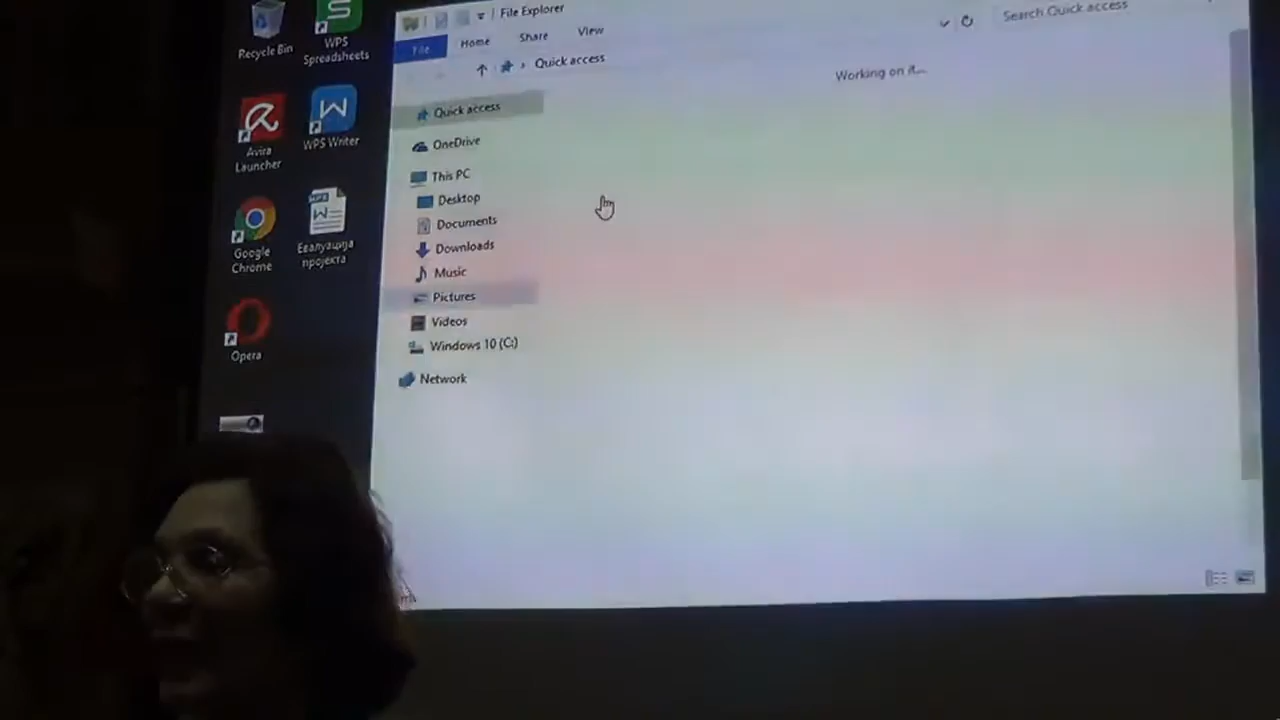 Recycle Bin
WPS
Spreadsheets
Avira
Launcher
WPS Writer
Google
Chrome
Евалуација
пројекта
Opera
File Explorer
File
Home
Share
View
Quick access
Search Quick access
Working on it...
Quick access
OneDrive
This PC
Desktop
Documents
Downloads
Music
Pictures
Videos
Windows 10 (C:)
Network